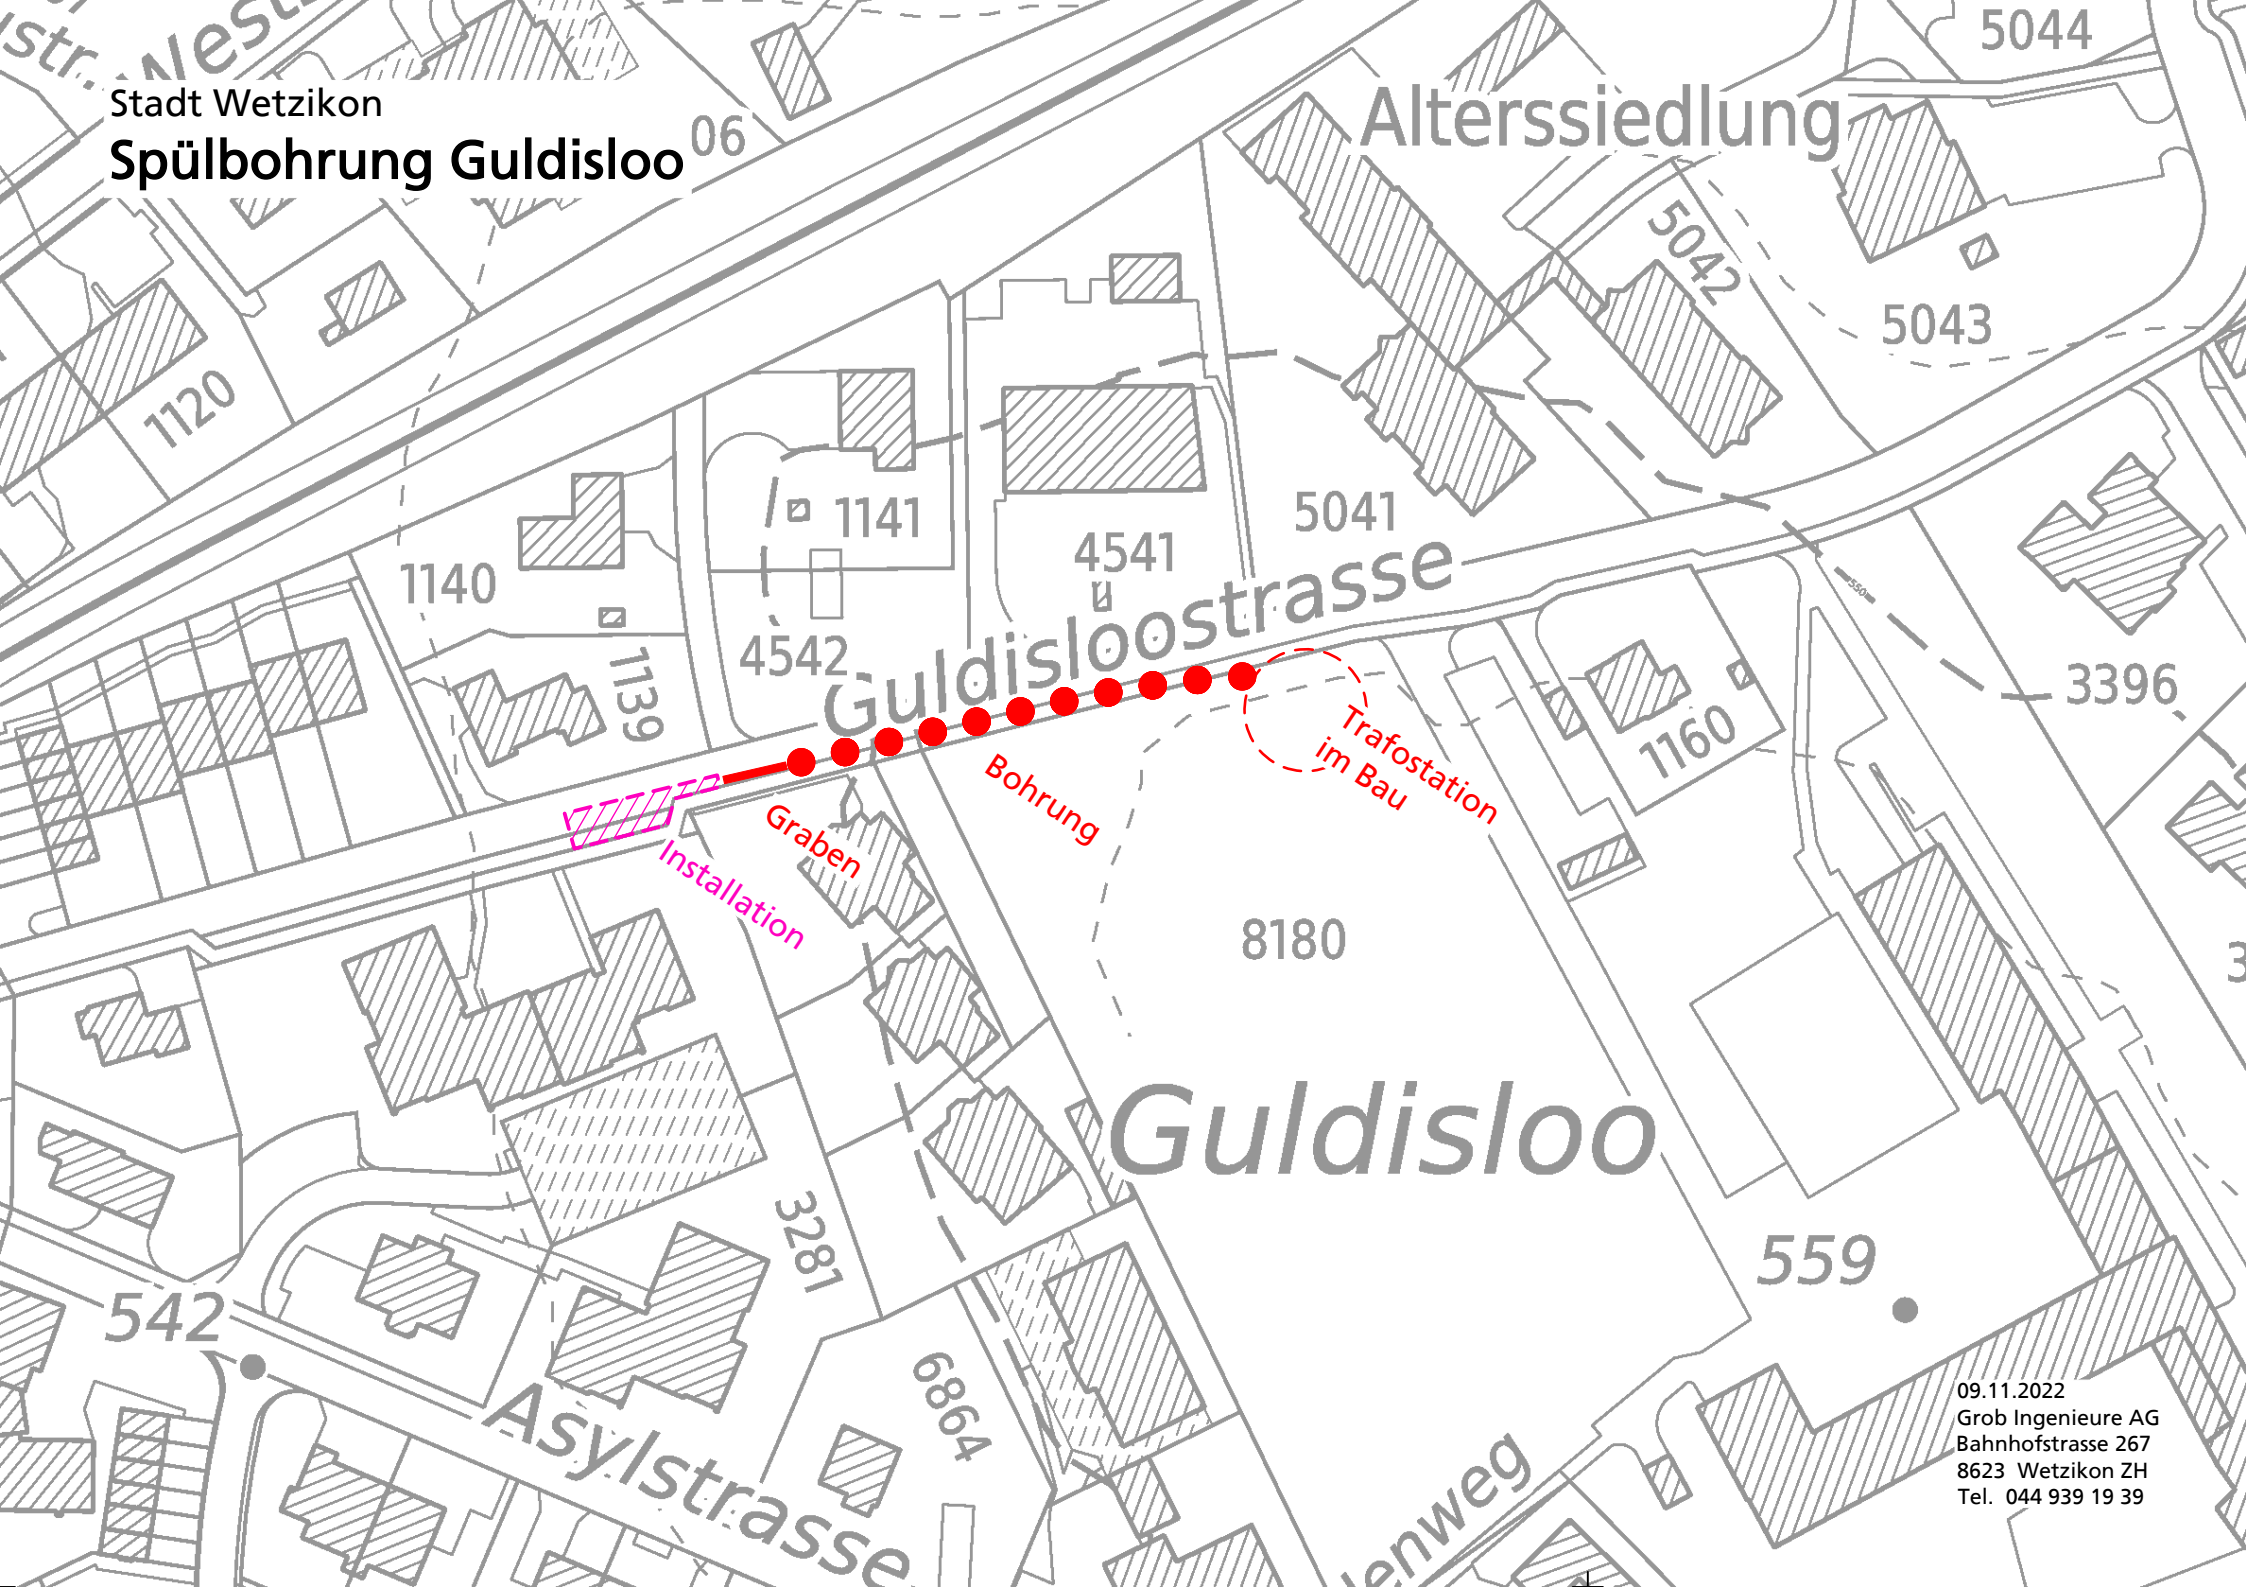 Stadt Wetzikon
Spülbohrung Guldisloo
06
5044
Alterssiedlung
5042
5043
1120
1141
5041
4541
1140
Guldisloostrasse
550
1139
4542
3396
1160
Trafostation
im Bau
Bohrung
Graben
Installation
8180
Guldisloo
3281
559
542
6864
Asylstrasse
09.11.2022
Grob Ingenieure AG
Bahnhofstrasse 267
8623 Wetzikon ZH
Tel. 044 939 19 39